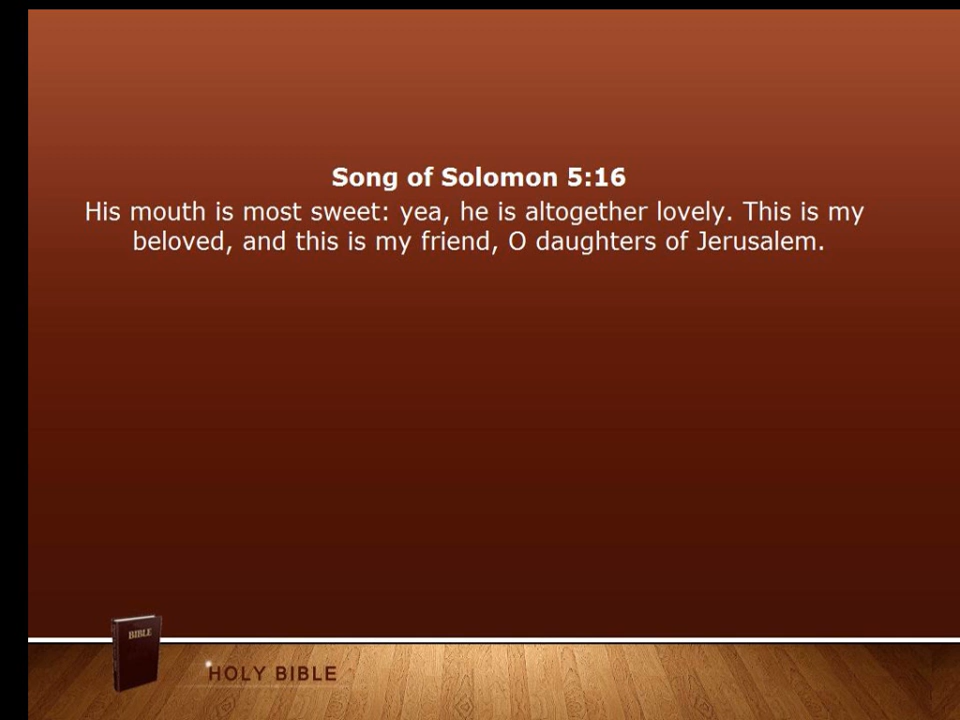 Song of Solomon 5:16
His mouth is most sweet: yea, he is altogether lovely. This is my
beloved, and this is my friend, O daughters of Jerusalem.
BIBLE
HOLY BIBLE